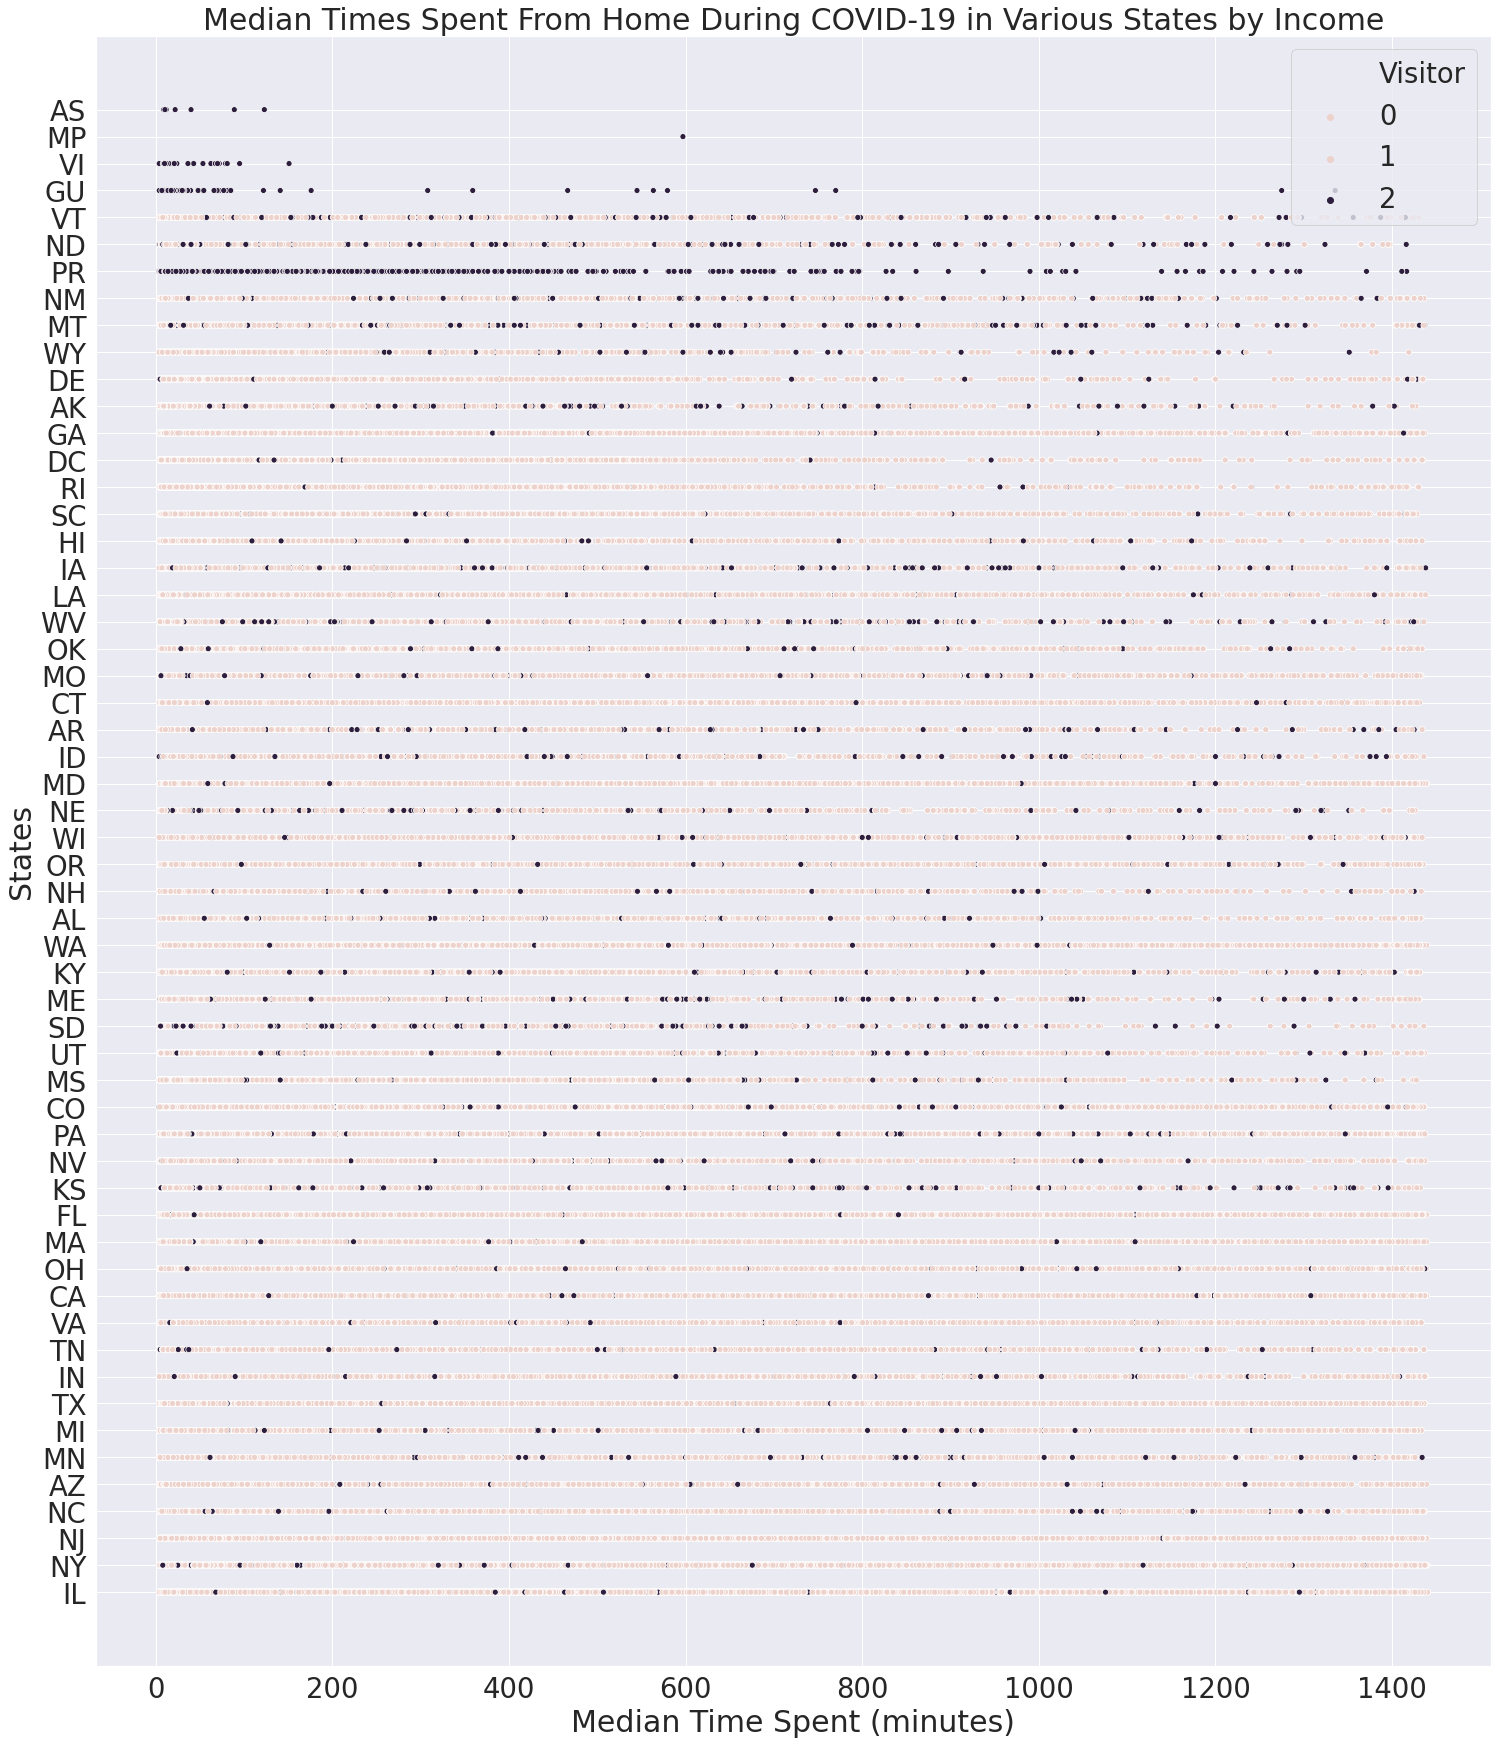 Median Times Spent From Home During COVID-19 in Various States by Income
Visitor
0
1
2
AS
MP
VI
GU
VT
ND
PR
NM
MT
WY
DE
AK
GA
DC
RI
SC
HI
IA
LA
WV
OK
MO
CT
AR
ID
MD
NE
WI
OR
NH
AL
WA
KY
ME
SD
UT
MS
CO
PA
NV
KS
FL
MA
OH
CA
VA
TN
IN
TX
MI
MN
AZ
NC
NJ
NY
IL
States
0 200 400 600 800 1000 1200 1400
Median Time Spent (minutes)